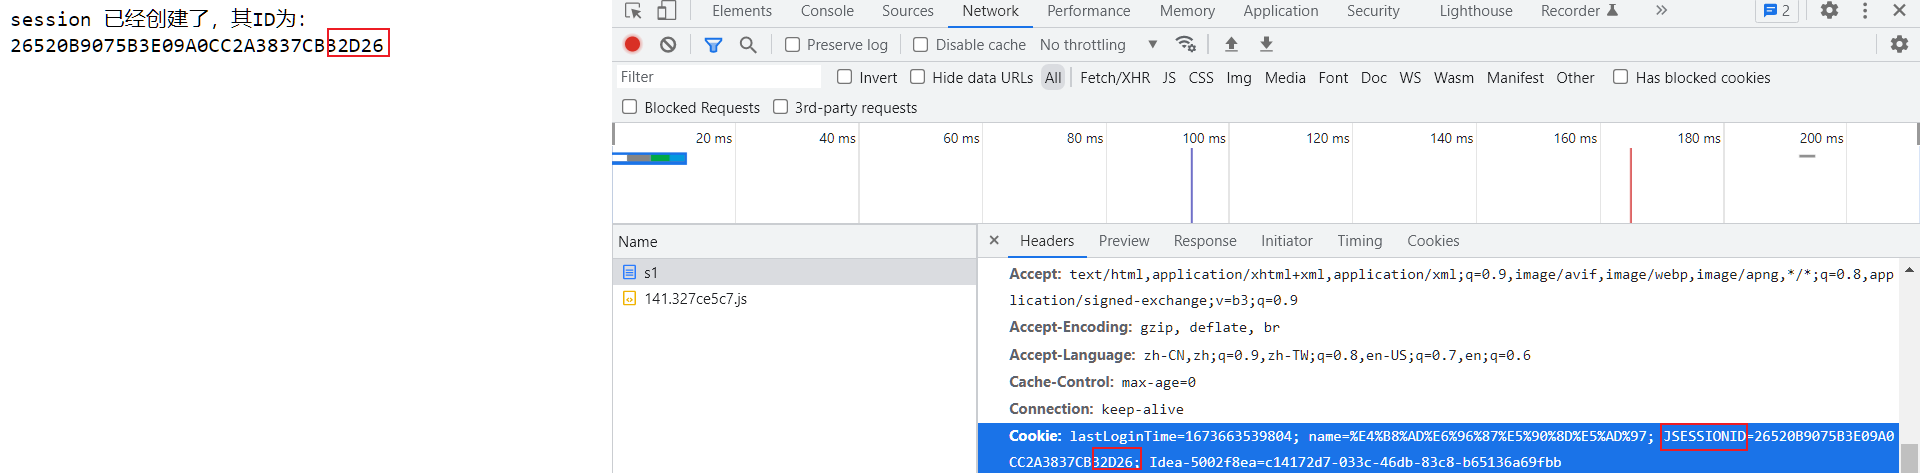 session 已经创建了，其ID为：
26520B9075B3E09A0CC2A3837CB32D26
Elements Console Sources Network Performance Memory Application Security Lighthouse Recorder » 2
Preserve log Disable cache No throttling
Filter Invert Hide data URLs All Fetch/XHR JS CSS Img Media Font Doc WS Wasm Manifest Other Has blocked cookies
Blocked Requests 3rd-party requests
20 ms 40 ms 60 ms 80 ms 100 ms 120 ms 140 ms 160 ms 180 ms 200 ms
Name
s1
141.327ce5c7.js
Headers Preview Response Initiator Timing Cookies
Accept: text/html,application/xhtml+xml,application/xml;q=0.9,image/avif,image/webp,image/apng,*/*;q=0.8,app
lication/signed-exchange;v=b3;q=0.9
Accept-Encoding: gzip, deflate, br
Accept-Language: zh-CN,zh;q=0.9,zh-TW;q=0.8,en-US;q=0.7,en;q=0.6
Cache-Control: max-age=0
Connection: keep-alive
Cookie: lastLoginTime=1673663539804; name=%E4%B8%AD%E6%96%87%E5%90%8D%E5%AD%97; JSESSIONID=26520B9075B3E09A0
CC2A3837CB32D26; Idea-5002f8ea=c14172d7-033c-46db-83c8-b65136a69fbb